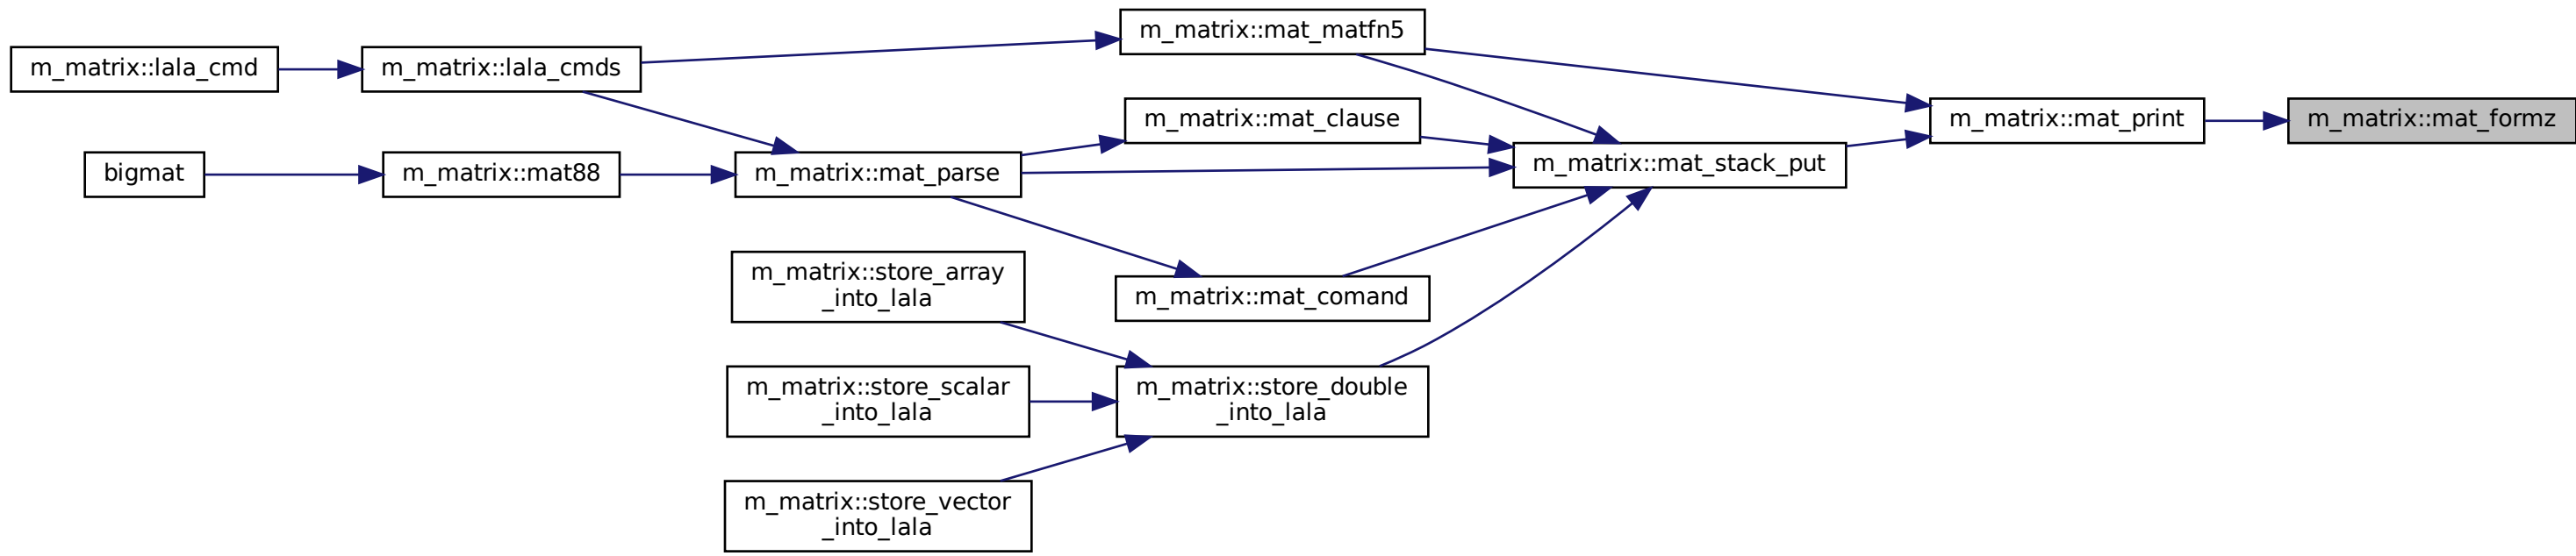 m_matrix::mat_matfn5
m_matrix::lala_cmd
m_matrix::lala_cmds
m_matrix::mat_clause
m_matrix::mat_print
m_matrix::mat_formz
bigmat
m_matrix::mat88
m_matrix::mat_parse
m_matrix::mat_stack_put
m_matrix::store_array
_into_lala
m_matrix::mat_comand
m_matrix::store_scalar
_into_lala
m_matrix::store_double
_into_lala
m_matrix::store_vector
_into_lala